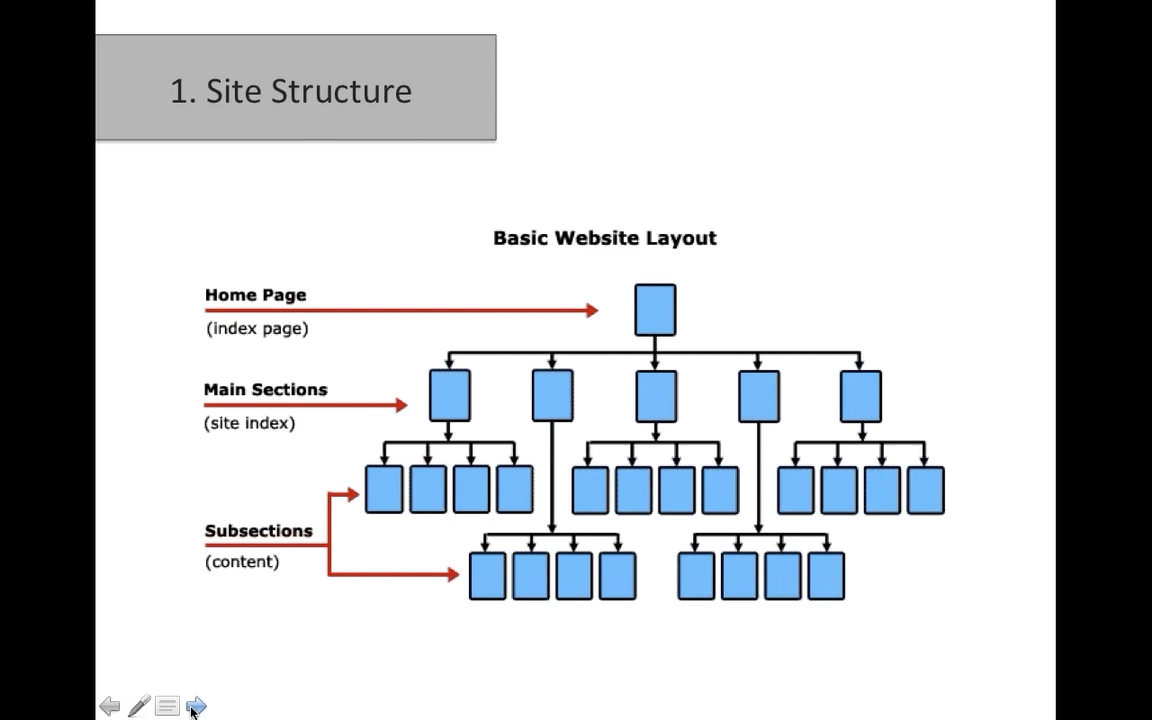 1. Site Structure
Basic Website Layout
Home Page
(index page)
Main Sections
(site index)
Subsections
(content)